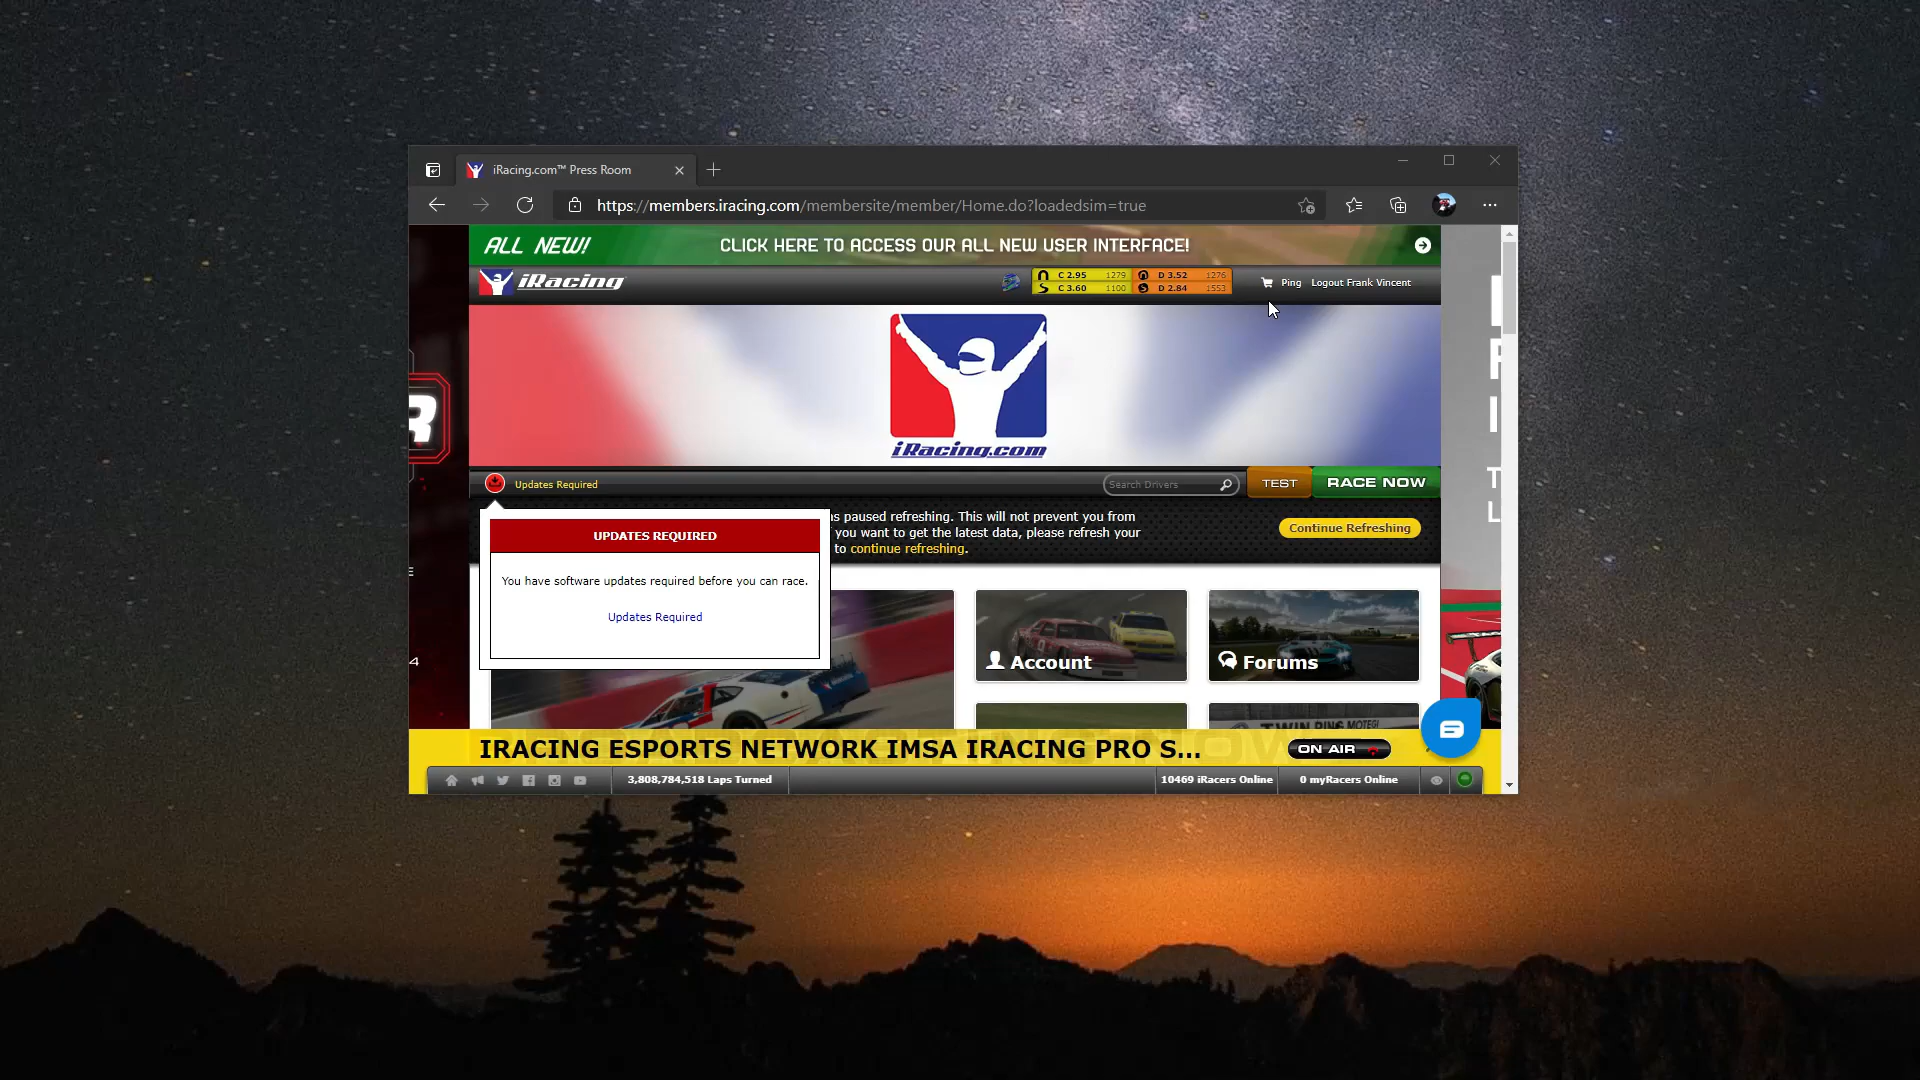 iRacing.com™ Press Room
https://members.iracing.com/membersite/member/Home.do?loadedsim=true
ALL NEW!
CLICK HERE TO ACCESS OUR ALL NEW USER INTERFACE!
iRacing
C 2.95 1279
D 3.52 1276
C 3.60 1100
D 2.84 1553
Ping
Logout Frank Vincent
iRacing.com
Updates Required
Search Drivers
TEST
RACE NOW
UPDATES REQUIRED
You have software updates required before you can race.
Updates Required
s paused refreshing. This will not prevent you from
you want to get the latest data, please refresh your
to continue refreshing.
Continue Refreshing
Account
Forums
TWIN RING MOTEGI
IRACING ESPORTS NETWORK IMSA IRACING PRO S...
ON AIR
3,808,784,518 Laps Turned
10469 iRacers Online
0 myRacers Online